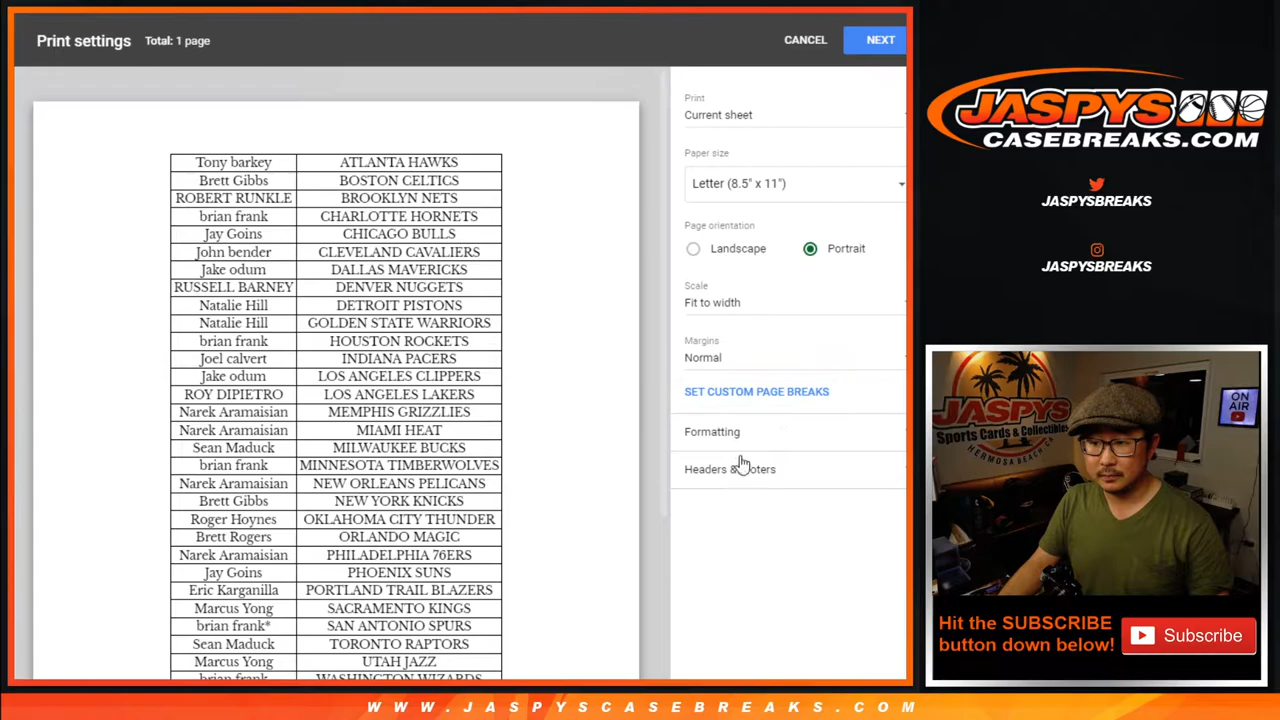 Print settings Total: 1 page CANCEL NEXT
Tony barkey ATLANTA HAWKS
Brett Gibbs BOSTON CELTICS
ROBERT RUNKLE BROOKLYN NETS
brian frank CHARLOTTE HORNETS
Jay Goins CHICAGO BULLS
John bender CLEVELAND CAVALIERS
Jake odum DALLAS MAVERICKS
RUSSELL BARNEY DENVER NUGGETS
Natalie Hill DETROIT PISTONS
Natalie Hill GOLDEN STATE WARRIORS
brian frank HOUSTON ROCKETS
Joel calvert INDIANA PACERS
Jake odum LOS ANGELES CLIPPERS
ROY DIPIETRO LOS ANGELES LAKERS
Narek Aramaisian MEMPHIS GRIZZLIES
Narek Aramaisian MIAMI HEAT
Sean Maduck MILWAUKEE BUCKS
brian frank MINNESOTA TIMBERWOLVES
Narek Aramaisian NEW ORLEANS PELICANS
Brett Gibbs NEW YORK KNICKS
Roger Hoynes OKLAHOMA CITY THUNDER
Brett Rogers ORLANDO MAGIC
Narek Aramaisian PHILADELPHIA 76ERS
Jay Goins PHOENIX SUNS
Eric Karganilla PORTLAND TRAIL BLAZERS
Marcus Yong SACRAMENTO KINGS
brian frank* SAN ANTONIO SPURS
Sean Maduck TORONTO RAPTORS
Marcus Yong UTAH JAZZ
brian frank WASHINGTON WIZARDS
Print
Current sheet
Paper size
Letter (8.5" x 11")
Page orientation
Landscape Portrait
Scale
Fit to width
Margins
Normal
SET CUSTOM PAGE BREAKS
Formatting
Headers & footers
JASPYS
CASEBREAKS.COM
JASPYSBREAKS
JASPYSBREAKS
JASPYS
Sports Cards & Collectibles
HERMOSA BEACH CA
ON
AIR
Hit the SUBSCRIBE
button down below!
Subscribe
WWW.JASPYSCASEBREAKS.COM